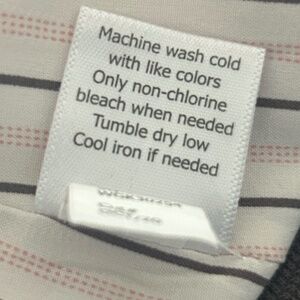 Machine wash cold
with like colors
Only non-chlorine
bleach when needed
Tumble dry low
Cool iron if needed